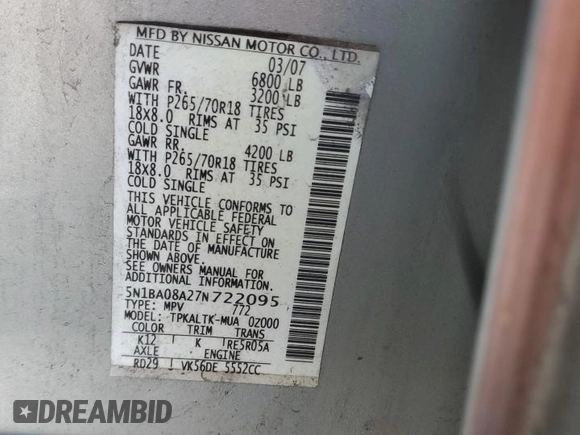 MFD BY NISSAN MOTOR CO., LTD.
DATE 03/07
GVWR 6800 LB
GAWR FR. 3200 LB
WITH P265/70R18 TIRES
18x8.0 RIMS AT 35 PSI
COLD SINGLE
GAWR RR. 4200 LB
WITH P265/70R18 TIRES
18x8.0 RIMS AT 35 PSI
COLD SINGLE
THIS VEHICLE CONFORMS TO
ALL APPLICABLE FEDERAL
MOTOR VEHICLE SAFETY
STANDARDS IN EFFECT ON
THE DATE OF MANUFACTURE
SHOWN ABOVE.
SEE OWNERS MANUAL FOR
ADDITIONAL INFORMATION.
5N1BA08A27N722095
TYPE: MPV 772
MODEL: TPKALTK-MUA 0Z000
COLOR TRIM TRANS
K12 K RE5R05A
AXLE ENGINE
RD29 VK56DE 5552CC
DREAMBID